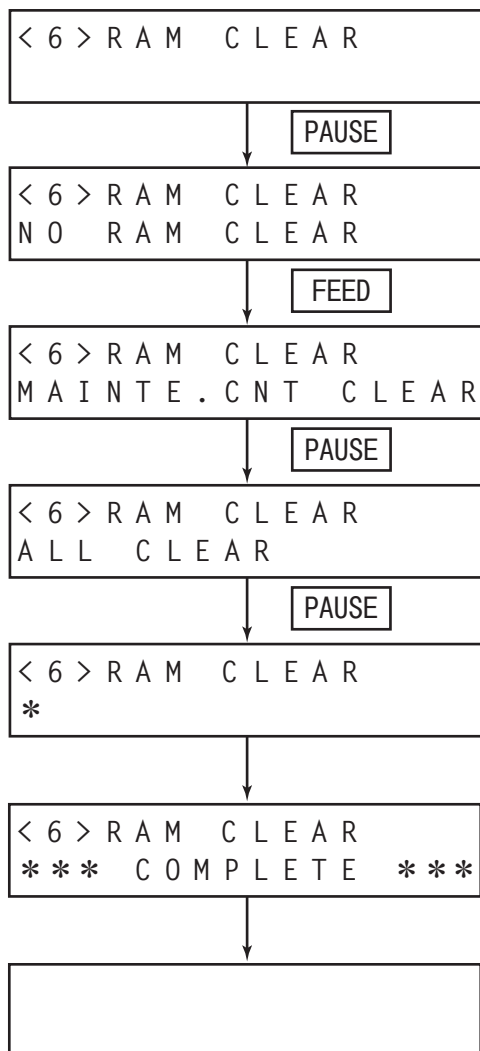 <6>RAM CLEAR
PAUSE
<6>RAM CLEAR
NO RAM CLEAR
FEED
<6>RAM CLEAR
MAINTE.CNT CLEAR
PAUSE
<6>RAM CLEAR
ALL CLEAR
PAUSE
<6>RAM CLEAR
*
<6>RAM CLEAR
*** COMPLETE ***